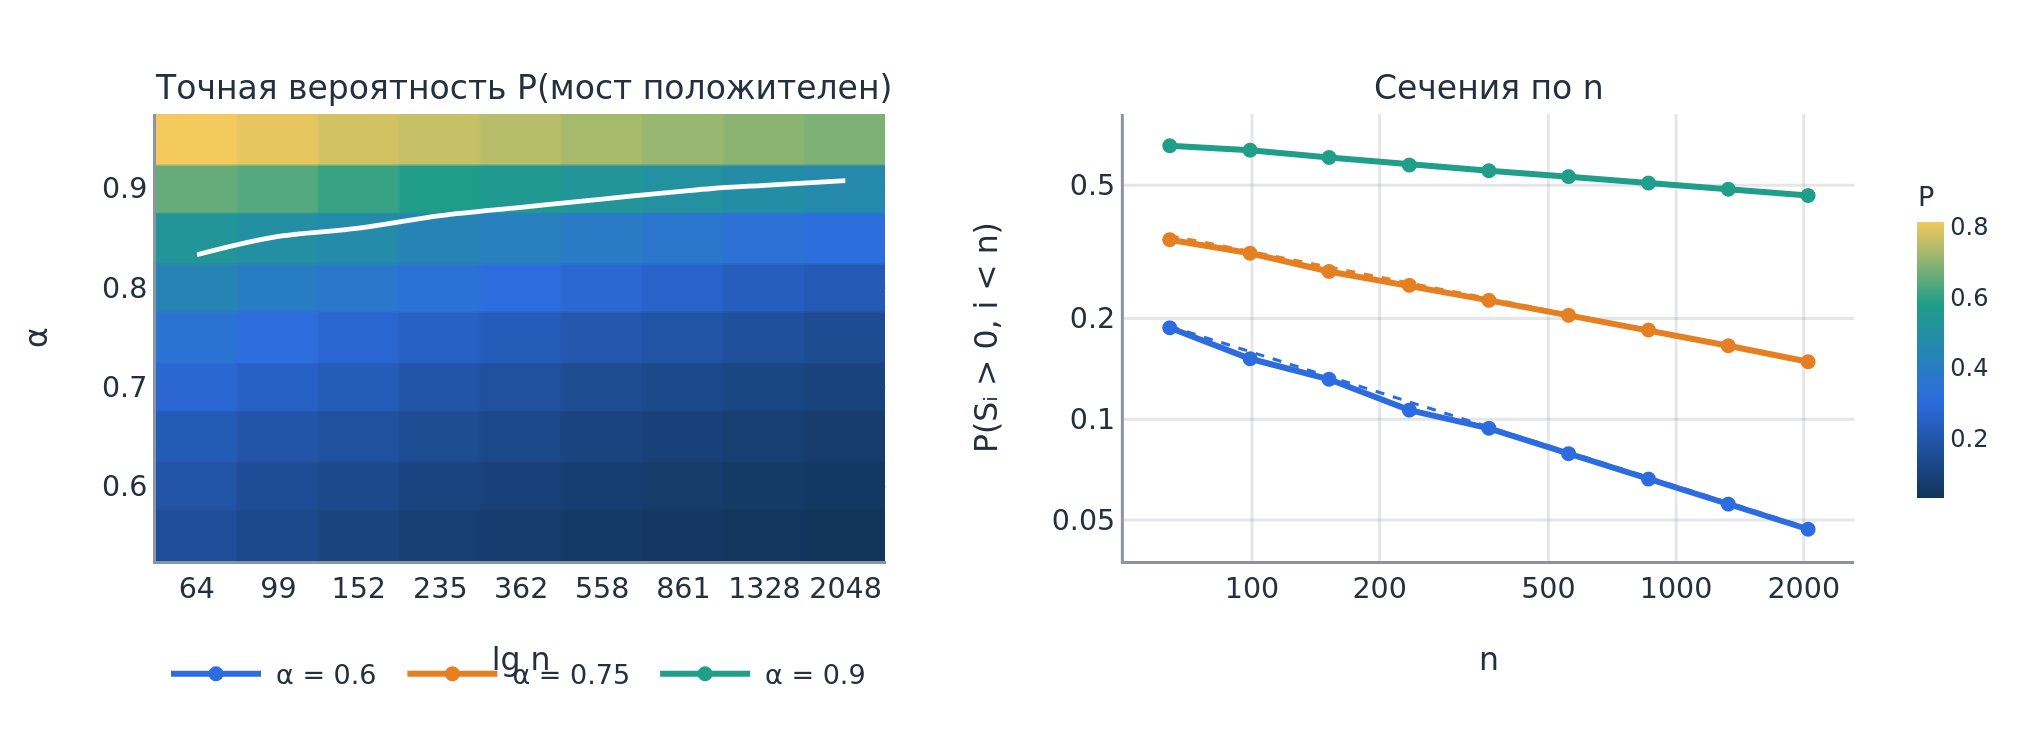 Точная вероятность P(мост положителен)
α
0.9
0.8
0.7
0.6
64 99 152 235 362 558 861 1328 2048
lg n
α = 0.6 α = 0.75 α = 0.9
Сечения по n
P(Sᵢ > 0, i < n)
0.5
0.2
0.1
0.05
100 200 500 1000 2000
n
P
0.8
0.6
0.4
0.2